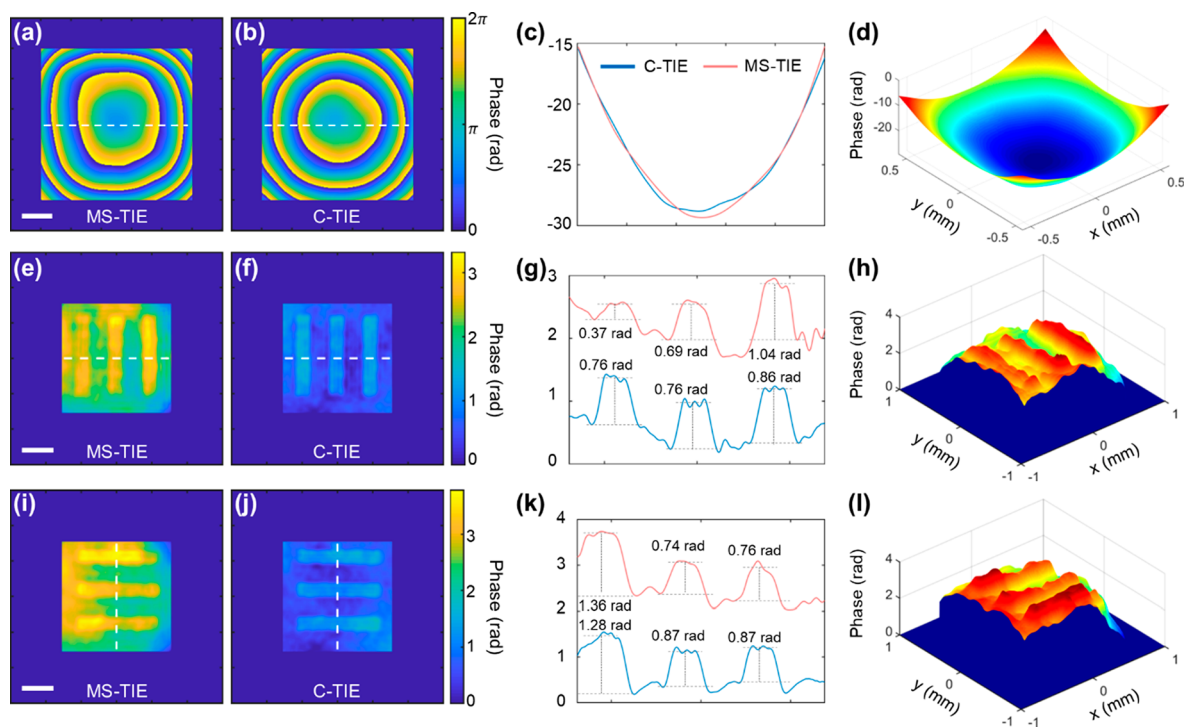 (a)
(b)
2π
π
0
Phase (rad)
MS-TIE
C-TIE
(c)
-15
-20
-25
-30
C-TIE
MS-TIE
(d)
Phase (rad)
0
-10
-20
0.5
0
-0.5
y (mm)
-0.5
0
0.5
x (mm)
(e)
(f)
3
2
1
0
Phase (rad)
MS-TIE
C-TIE
(g)
3
2
1
0
0.37 rad
0.69 rad
1.04 rad
0.76 rad
0.76 rad
0.86 rad
(h)
Phase (rad)
4
2
0
1
0
-1
y (mm)
-1
0
1
x (mm)
(i)
(j)
3
2
1
0
Phase (rad)
MS-TIE
C-TIE
(k)
4
3
2
1
0
0.74 rad
0.76 rad
1.36 rad
1.28 rad
0.87 rad
0.87 rad
(l)
Phase (rad)
4
2
0
1
0
-1
y (mm)
-1
0
1
x (mm)